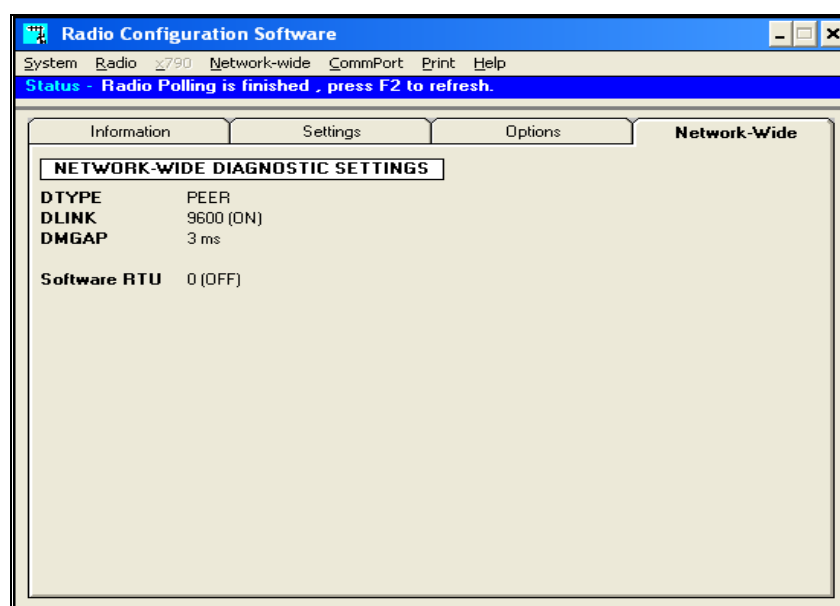 Radio Configuration Software
System Radio x790 Network-wide CommPort Print Help
Status - Radio Polling is finished , press F2 to refresh.
Information Settings Options Network-Wide
NETWORK-WIDE DIAGNOSTIC SETTINGS
DTYPE PEER
DLINK 9600 (ON)
DMGAP 3 ms
Software RTU 0 (OFF)